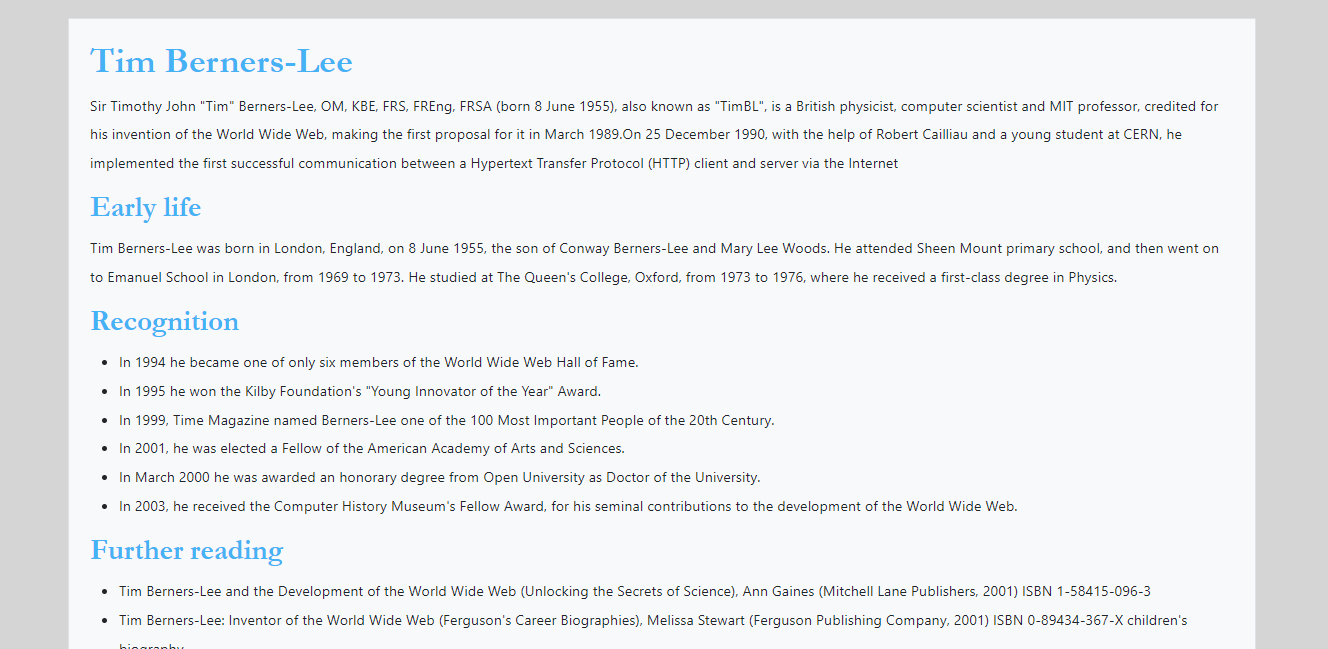 Tim Berners-Lee
Sir Timothy John "Tim" Berners-Lee, OM, KBE, FRS, FREng, FRSA (born 8 June 1955), also known as "TimBL", is a British physicist, computer scientist and MIT professor, credited for
his invention of the World Wide Web, making the first proposal for it in March 1989.On 25 December 1990, with the help of Robert Cailliau and a young student at CERN, he
implemented the first successful communication between a Hypertext Transfer Protocol (HTTP) client and server via the Internet
Early life
Tim Berners-Lee was born in London, England, on 8 June 1955, the son of Conway Berners-Lee and Mary Lee Woods. He attended Sheen Mount primary school, and then went on
to Emanuel School in London, from 1969 to 1973. He studied at The Queen's College, Oxford, from 1973 to 1976, where he received a first-class degree in Physics.
Recognition
• In 1994 he became one of only six members of the World Wide Web Hall of Fame.
• In 1995 he won the Kilby Foundation's "Young Innovator of the Year" Award.
• In 1999, Time Magazine named Berners-Lee one of the 100 Most Important People of the 20th Century.
• In 2001, he was elected a Fellow of the American Academy of Arts and Sciences.
• In March 2000 he was awarded an honorary degree from Open University as Doctor of the University.
• In 2003, he received the Computer History Museum's Fellow Award, for his seminal contributions to the development of the World Wide Web.
Further reading
• Tim Berners-Lee and the Development of the World Wide Web (Unlocking the Secrets of Science), Ann Gaines (Mitchell Lane Publishers, 2001) ISBN 1-58415-096-3
• Tim Berners-Lee: Inventor of the World Wide Web (Ferguson's Career Biographies), Melissa Stewart (Ferguson Publishing Company, 2001) ISBN 0-89434-367-X children's
biography